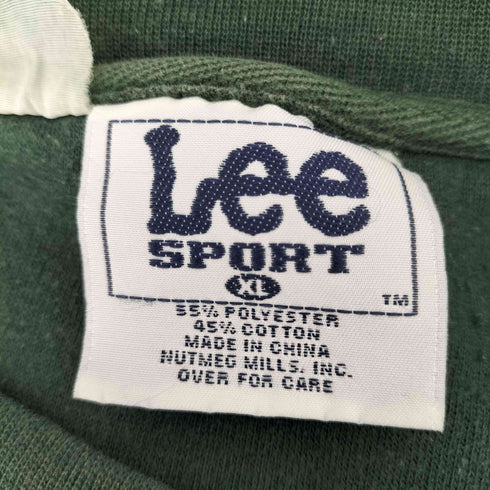 Lee
SPORT
XL
TM
55% POLYESTER
45% COTTON
MADE IN CHINA
NUTMEG MILLS, INC.
OVER FOR CARE